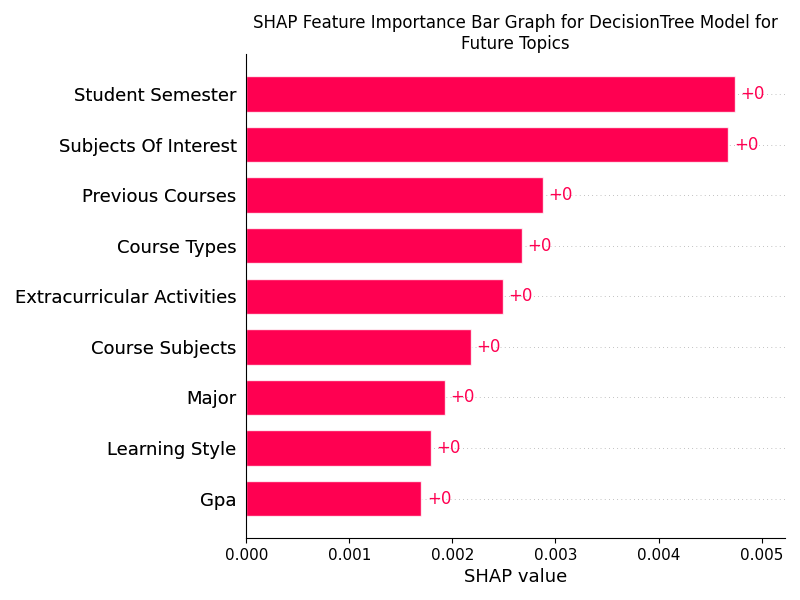 SHAP Feature Importance Bar Graph for DecisionTree Model for
Future Topics
Student Semester +0
Subjects Of Interest +0
Previous Courses +0
Course Types +0
Extracurricular Activities +0
Course Subjects +0
Major +0
Learning Style +0
Gpa +0
0.000 0.001 0.002 0.003 0.004 0.005
SHAP value